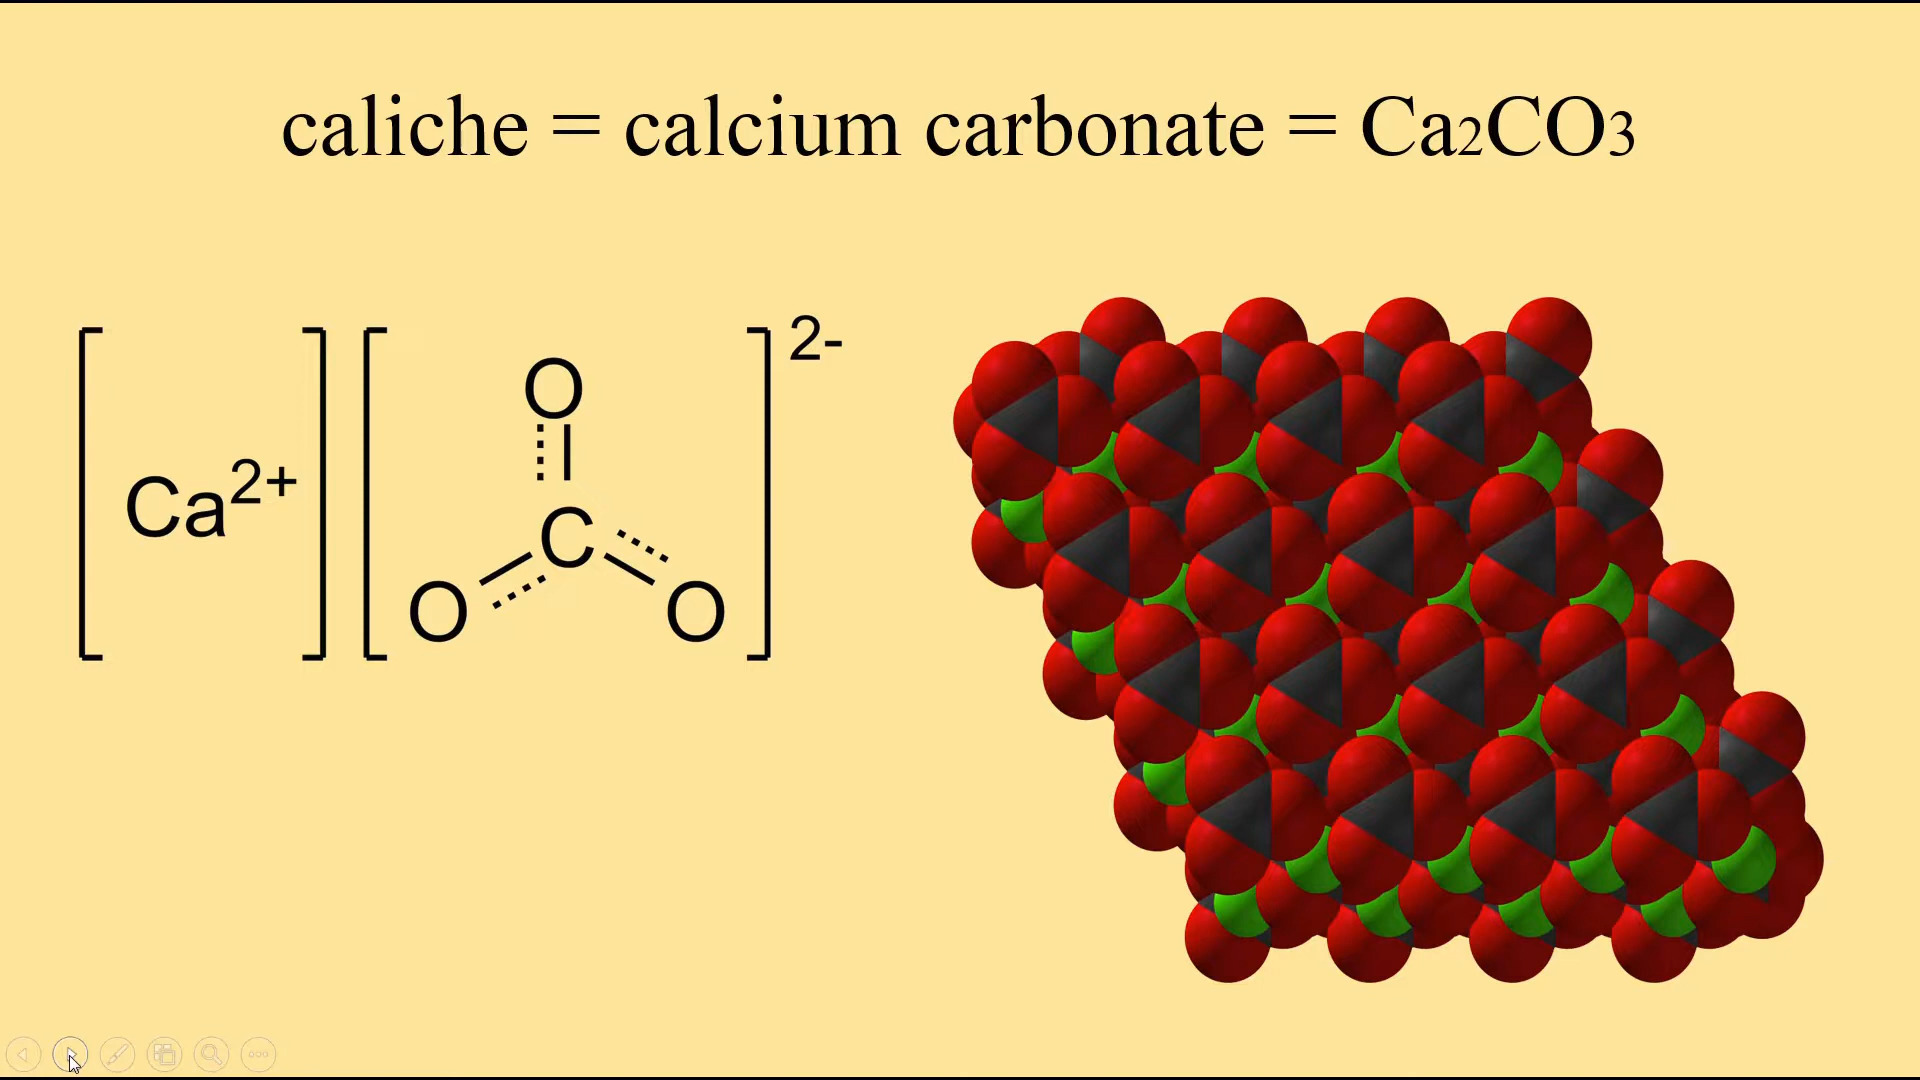 caliche = calcium carbonate = Ca2CO3
2-
O
Ca2+
C
O O